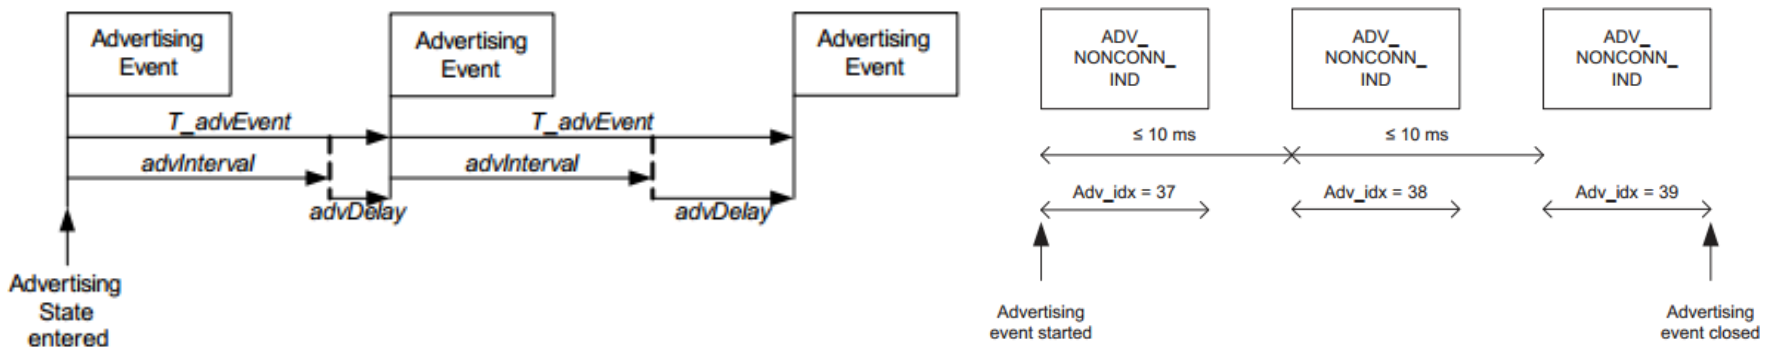 Advertising
Event
Advertising
Event
Advertising
Event
T_advEvent
T_advEvent
advInterval
advInterval
advDelay
advDelay
Advertising
State
entered
ADV_
NONCONN_
IND
ADV_
NONCONN_
IND
ADV_
NONCONN_
IND
≤ 10 ms
≤ 10 ms
Adv_idx = 37
Adv_idx = 38
Adv_idx = 39
Advertising
event started
Advertising
event closed